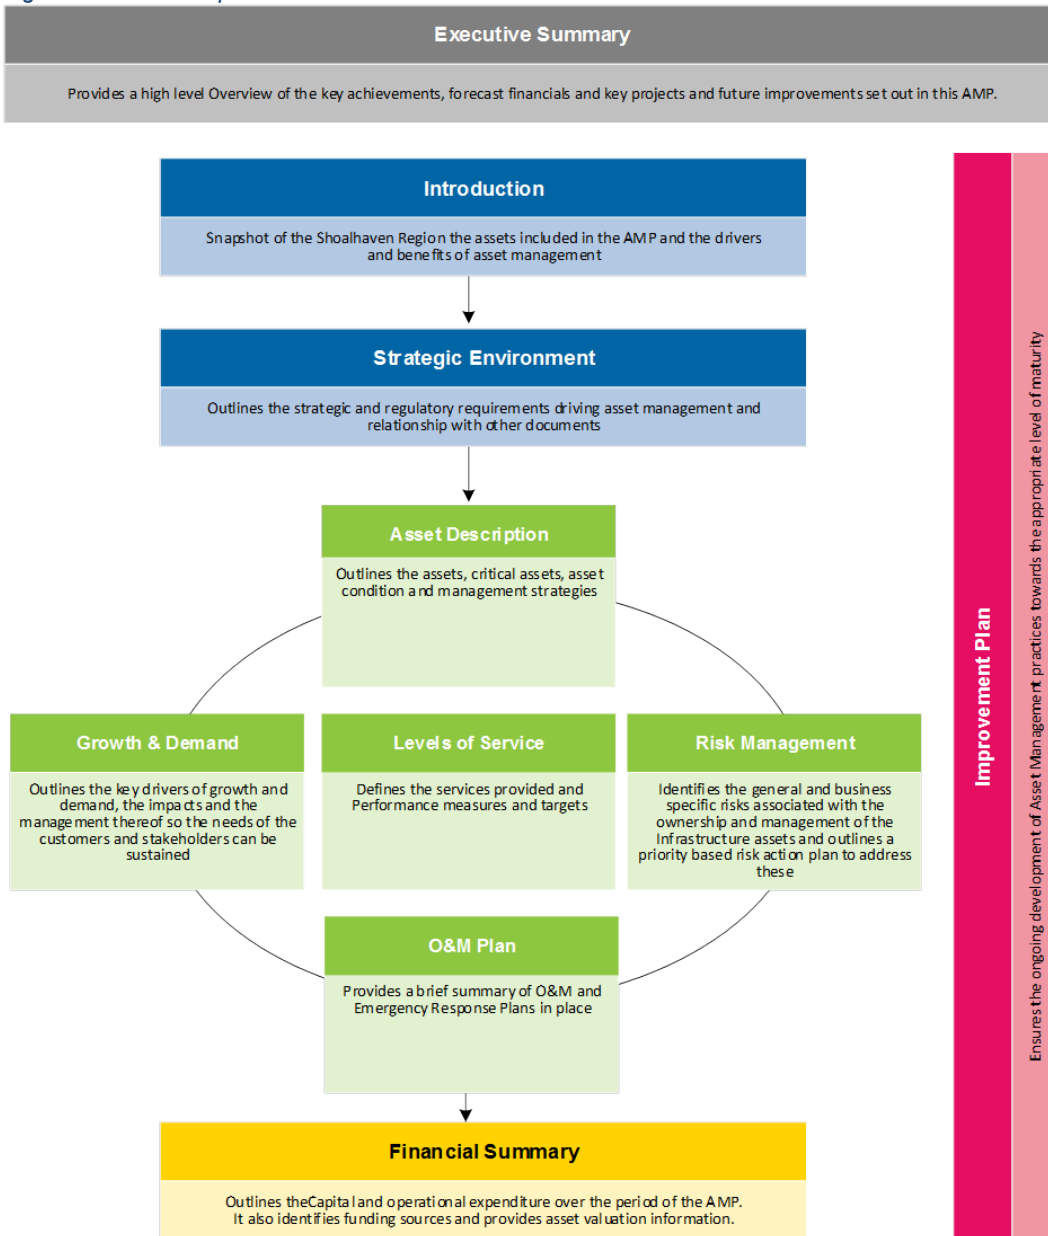 Executive Summary
Provides a high level Overview of the key achievements, forecast financials and key projects and future improvements set out in this AMP.
Introduction
Snapshot of the Shoalhaven Region the assets included in the AMP and the drivers
and benefits of asset management
Strategic Environment
Outlines the strategic and regulatory requirements driving asset management and
relationship with other documents
Asset Description
Outlines the assets, critical assets, asset
condition and management strategies
Growth & Demand
Outlines the key drivers of growth and
demand, the impacts and the
management thereof so the needs of the
customers and stakeholders can be
sustained
Levels of Service
Defines the services provided and
Performance measures and targets
Risk Management
Identifies the general and business
specific risks associated with the
ownership and management of the
Infrastructure assets and outlines a
priority based risk action plan to address
these
O&M Plan
Provides a brief summary of O&M and
Emergency Response Plans in place
Financial Summary
Outlines theCapital and operational expenditure over the period of the AMP.
It also identifies funding sources and provides asset valuation information.
Improvement Plan
Ensures the ongoing development of Asset Management practices towards the appropriate level of maturity